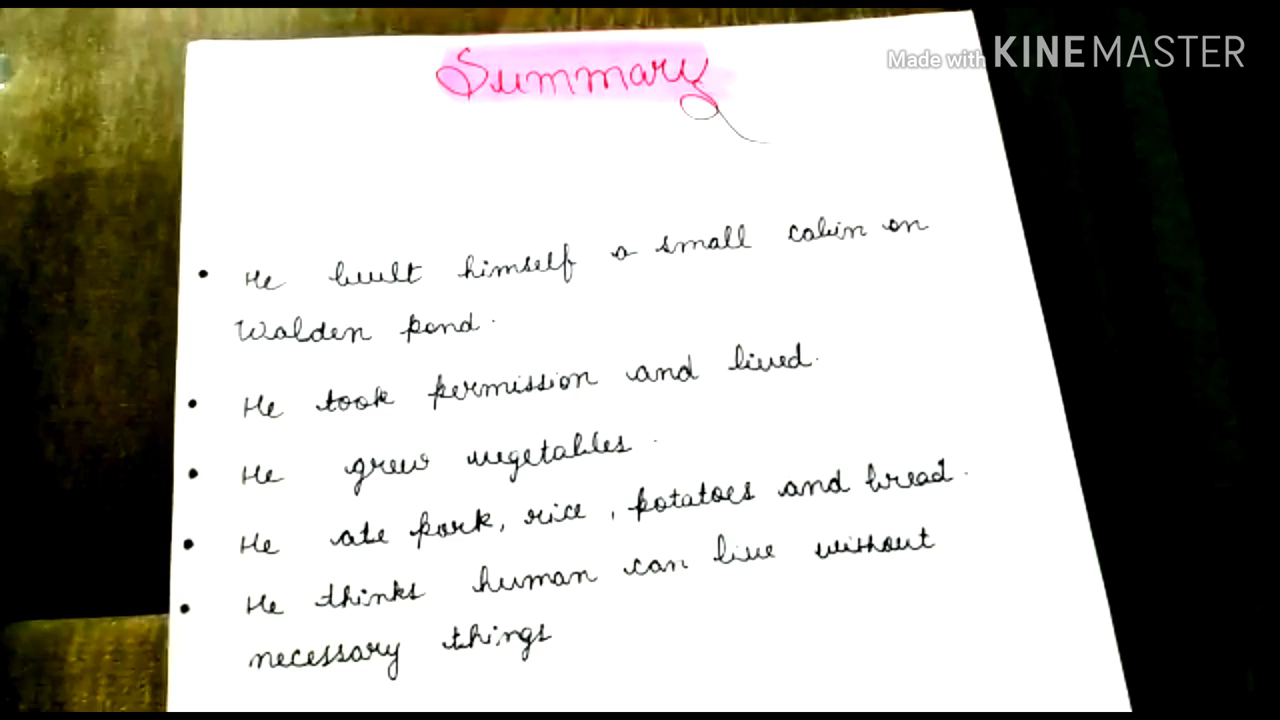 Made with KINEMASTER
Summary
• He built himself a small cabin on
Walden pond.
• He took permission and lived.
• He grew vegetables.
• He ate pork, rice, potatoes and bread.
• He thinks human can live without
necessary things